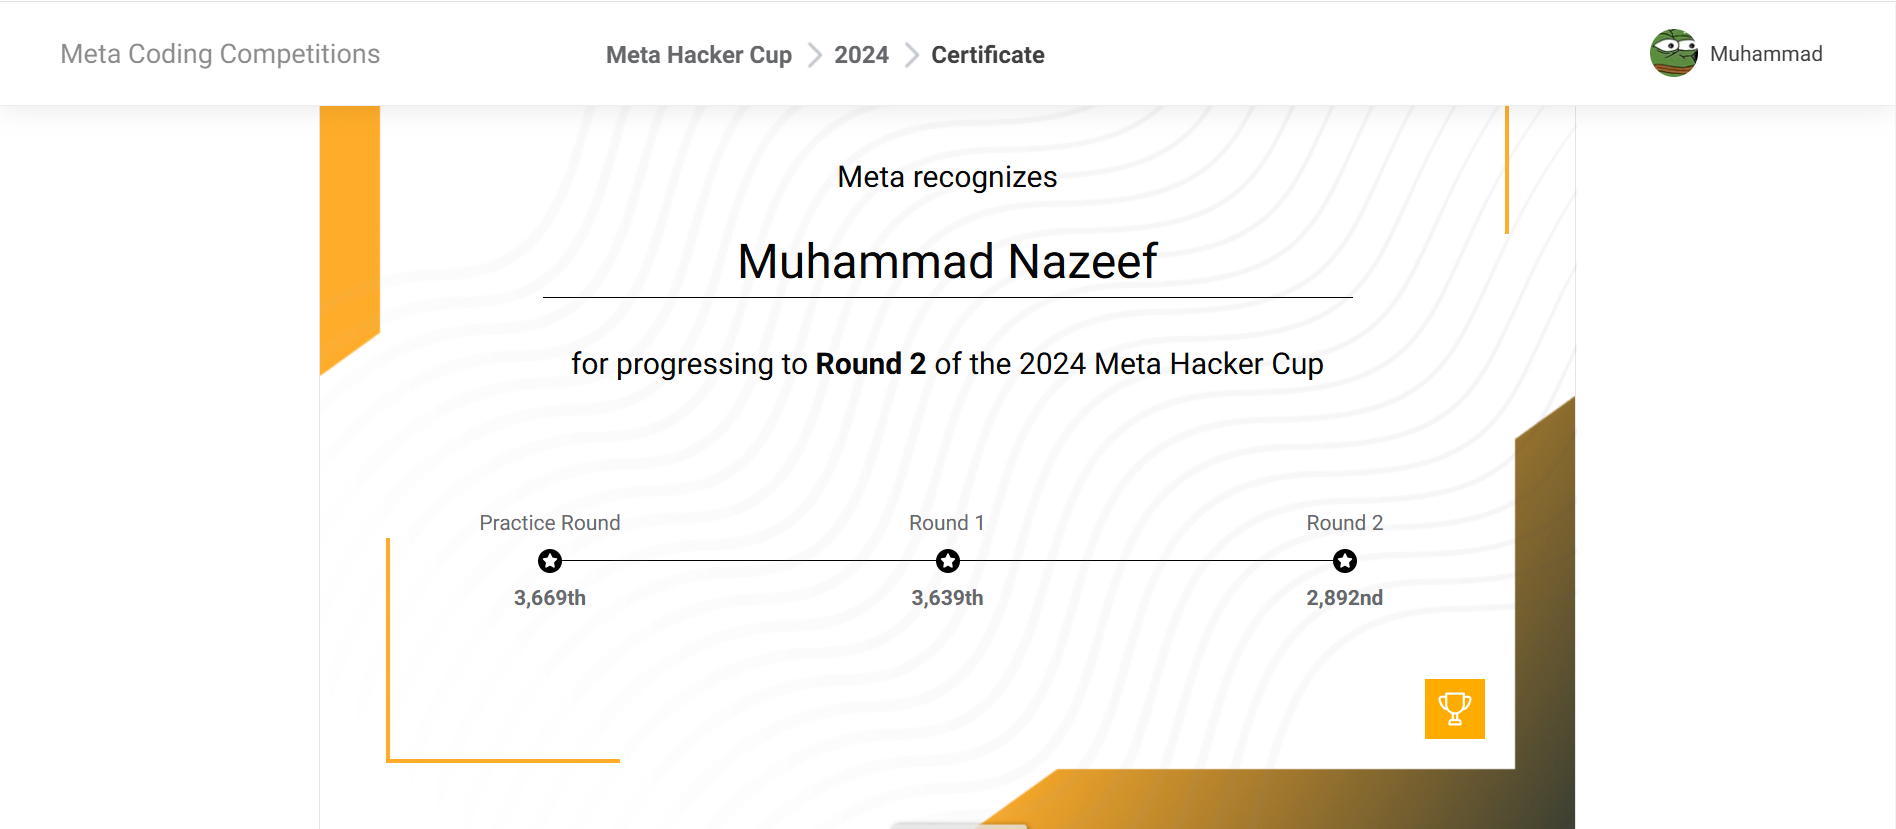 Meta Coding Competitions
Meta Hacker Cup 2024 Certificate
Muhammad
Meta recognizes
Muhammad Nazeef
for progressing to Round 2 of the 2024 Meta Hacker Cup
Practice Round Round 1 Round 2
3,669th 3,639th 2,892nd